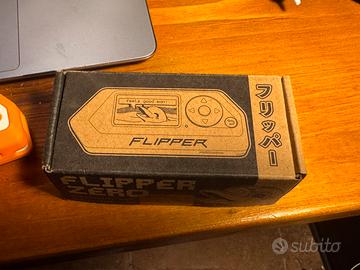 Feels good man!
FLIPPER
フリッパー
FLIPPER
ZERO
subito